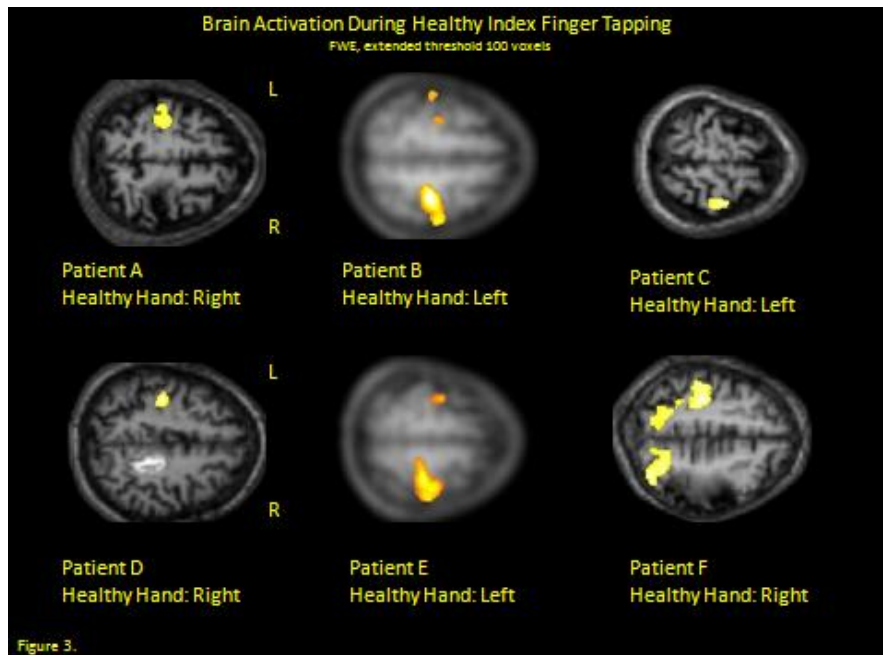 Brain Activation During Healthy Index Finger Tapping
FWE, extended threshold 100 voxels
L
R
Patient A
Healthy Hand: Right
Patient B
Healthy Hand: Left
Patient C
Healthy Hand: Left
L
R
Patient D
Healthy Hand: Right
Patient E
Healthy Hand: Left
Patient F
Healthy Hand: Right
Figure 3.